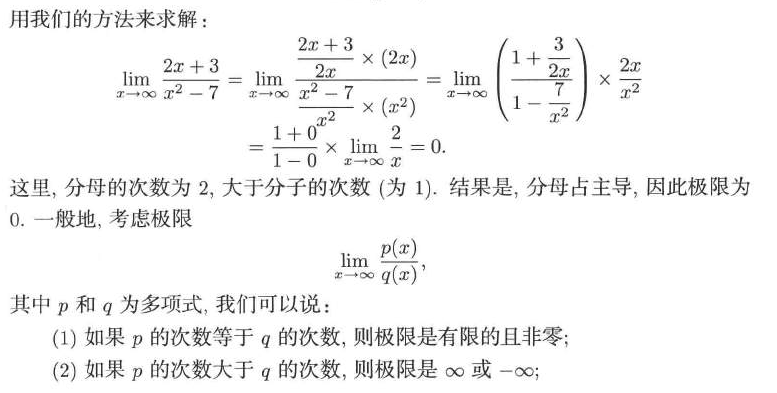 用我们的方法来求解：
$$\lim_{x\to\infty}\frac{2x+3}{x^2-7}=\lim_{x\to\infty}\frac{\frac{2x+3}{2x}\times(2x)}{\frac{x^2-7}{x^2}\times(x^2)}=\lim_{x\to\infty}\left(\frac{1+\frac{3}{2x}}{1-\frac{7}{x^2}}\right)\times\frac{2x}{x^2}$$
$$=\frac{1+0}{1-0}\times\lim_{x\to\infty}\frac{2}{x}=0.$$
这里, 分母的次数为 2, 大于分子的次数 (为 1). 结果是, 分母占主导, 因此极限为
0. 一般地, 考虑极限
$$\lim_{x\to\infty}\frac{p(x)}{q(x)},$$
其中 p 和 q 为多项式, 我们可以说：
(1) 如果 p 的次数等于 q 的次数, 则极限是有限的且非零;
(2) 如果 p 的次数大于 q 的次数, 则极限是 ∞ 或 −∞;